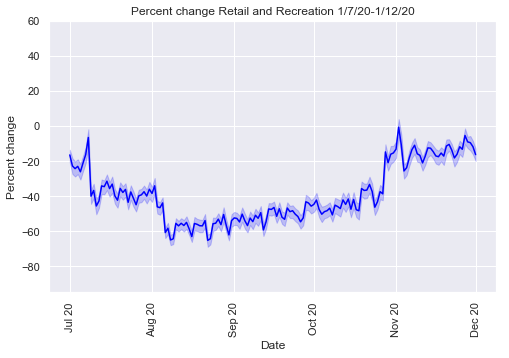 Percent change Retail and Recreation 1/7/20-1/12/20
60
40
20
0
−20
−40
−60
−80
Percent change
Jul 20
Aug 20
Sep 20
Oct 20
Nov 20
Dec 20
Date